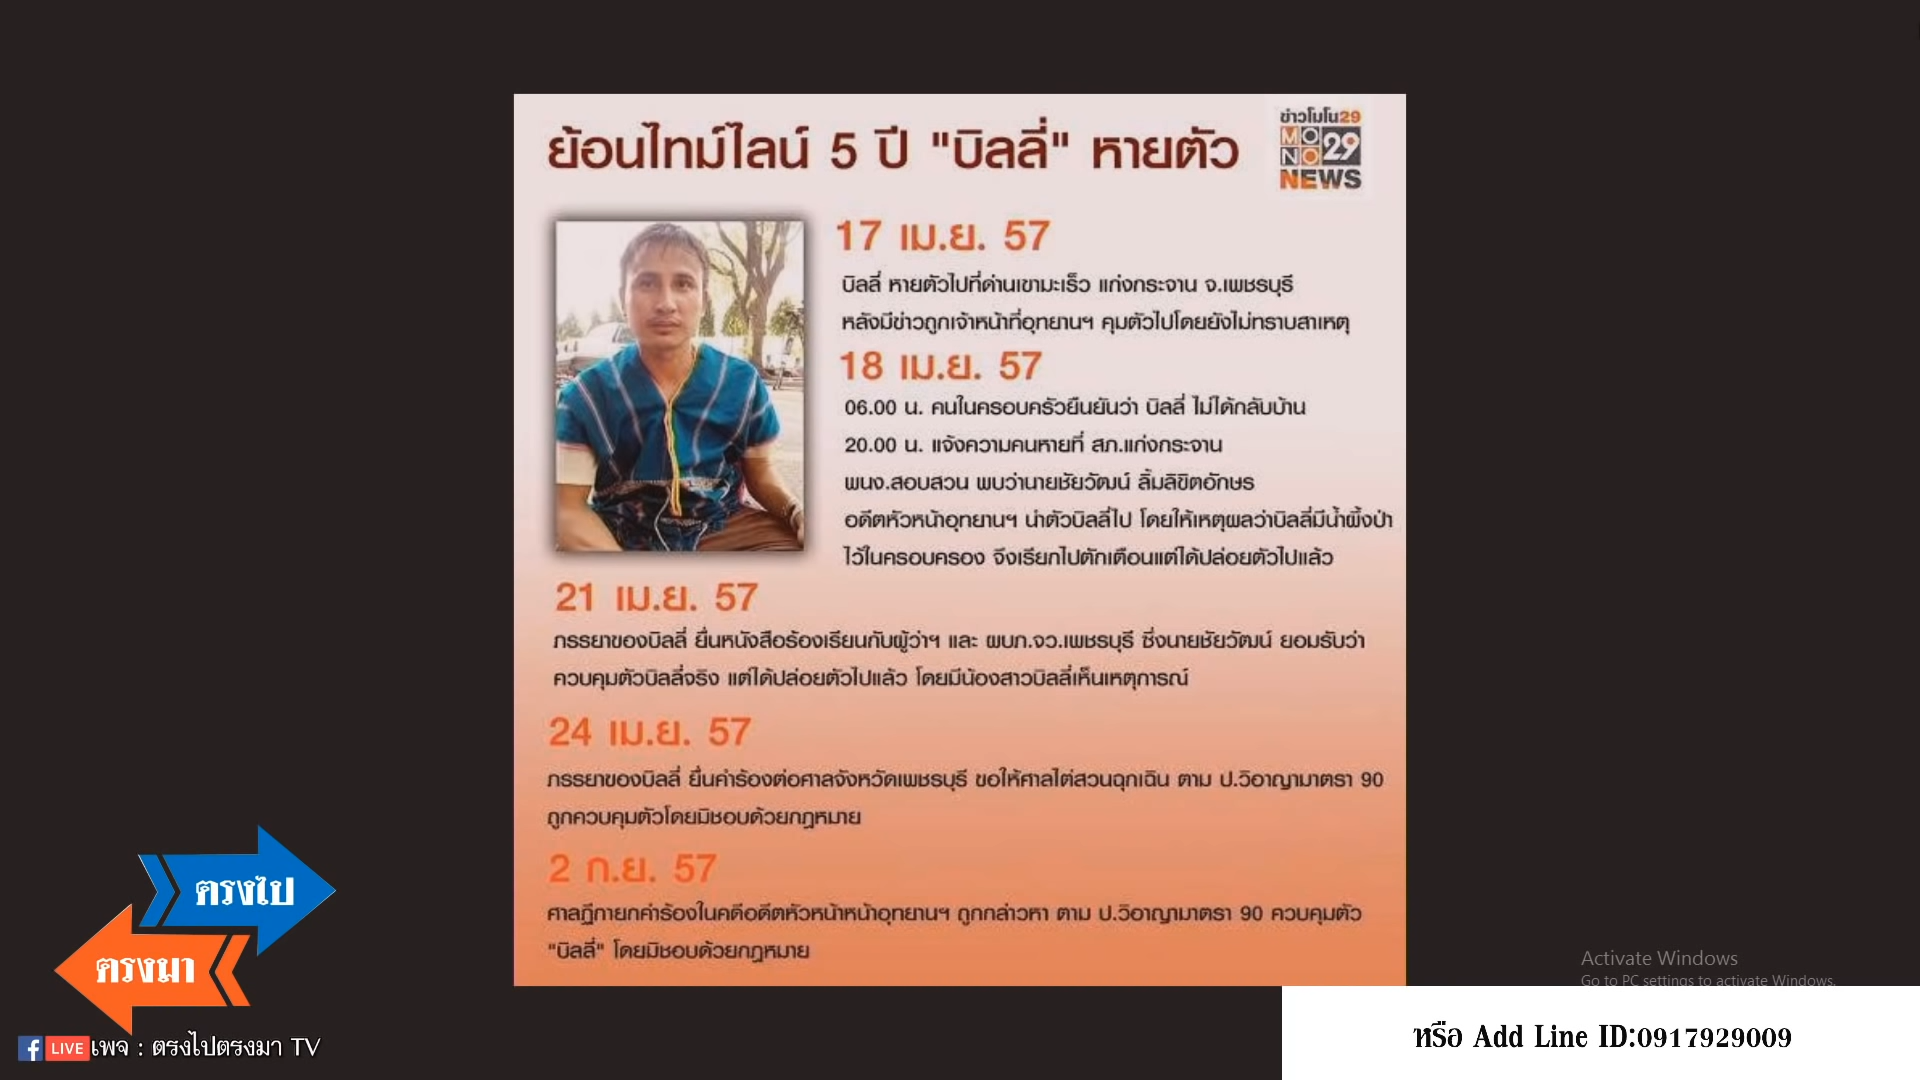 ย้อนไทม์ไลน์ 5 ปี "บิลลี่" หายตัว
ข่าวโมโน29
MONO 29
NEWS
17 เม.ย. 57
บิลลี่ หายตัวไปที่ด่านเขามะเร็ว แก่งกระจาน จ.เพชรบุรี
หลังมีข่าวถูกเจ้าหน้าที่อุทยานฯ คุมตัวไปโดยยังไม่ทราบสาเหตุ
18 เม.ย. 57
06.00 น. คนในครอบครัวยืนยันว่า บิลลี่ ไม่ได้กลับบ้าน
20.00 น. แจ้งความคนหายที่ สภ.แก่งกระจาน
พนง.สอบสวน พบว่านายชัยวัฒน์ ลิ้มลิขิตอักษร
อดีตหัวหน้าอุทยานฯ นำตัวบิลลี่ไป โดยให้เหตุผลว่าบิลลี่มีน้ำผึ้งป่า
ไว้ในครอบครอง จึงเรียกไปตักเตือนแต่ได้ปล่อยตัวไปแล้ว
21 เม.ย. 57
ภรรยาของบิลลี่ ยื่นหนังสือร้องเรียนกับผู้ว่าฯ และ ผบก.จว.เพชรบุรี ซึ่งนายชัยวัฒน์ ยอมรับว่า
ควบคุมตัวบิลลี่จริง แต่ได้ปล่อยตัวไปแล้ว โดยมีน้องสาวบิลลี่เห็นเหตุการณ์
24 เม.ย. 57
ภรรยาของบิลลี่ ยื่นคำร้องต่อศาลจังหวัดเพชรบุรี ขอให้ศาลไต่สวนฉุกเฉิน ตาม ป.วิอาญามาตรา 90
ถูกควบคุมตัวโดยมิชอบด้วยกฎหมาย
2 ก.ย. 57
ศาลฎีกายกคำร้องในคดีอดีตหัวหน้าหน้าอุทยานฯ ถูกกล่าวหา ตาม ป.วิอาญามาตรา 90 ควบคุมตัว
"บิลลี่" โดยมิชอบด้วยกฎหมาย
ตรงไป
ตรงมา
LIVE เพจ : ตรงไปตรงมา TV
Activate Windows
Go to PC settings to activate Windows.
หรือ Add Line ID:0917929009